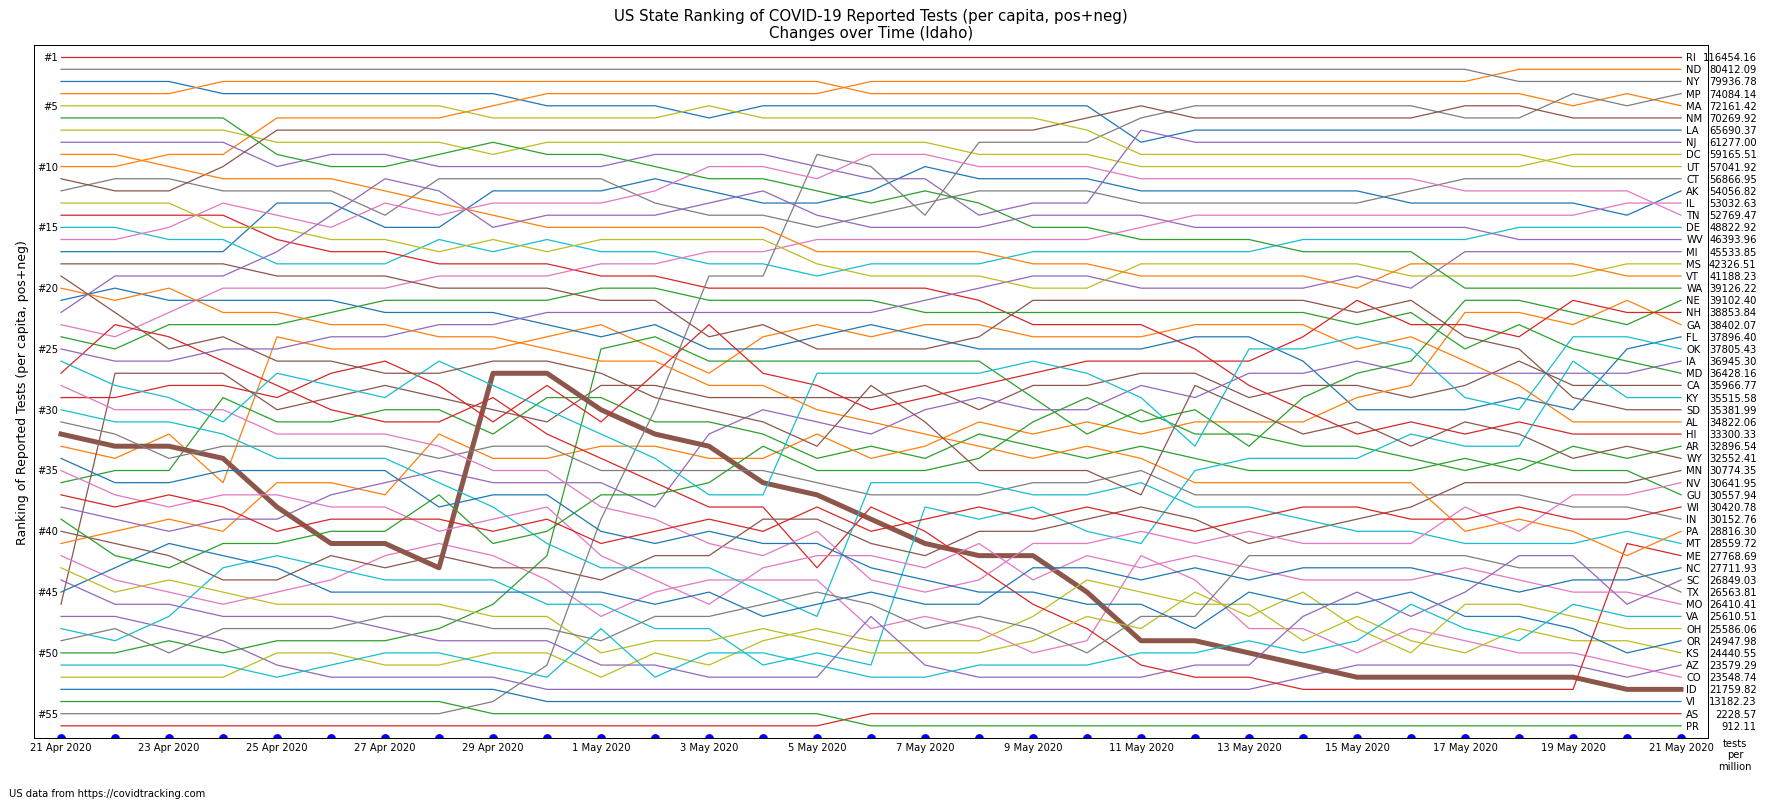 US State Ranking of COVID-19 Reported Tests (per capita, pos+neg)
Changes over Time (Idaho)
Ranking of Reported Tests (per capita, pos+neg)
#1
#5
#10
#15
#20
#25
#30
#35
#40
#45
#50
#55
RI 116454.16
ND 80412.09
NY 79936.78
MP 74084.14
MA 72161.42
NM 70269.92
LA 65690.37
NJ 61277.00
DC 59165.51
UT 57041.92
CT 56866.95
AK 54056.82
IL 53032.63
TN 52769.47
DE 48822.92
WV 46393.96
MI 45533.85
MS 42326.51
VT 41188.23
WA 39126.22
NE 39102.40
NH 38853.84
GA 38402.07
FL 37896.40
OK 37805.43
IA 36945.30
MD 36428.16
CA 35966.77
KY 35515.58
SD 35381.99
AL 34822.06
HI 33300.33
AR 32896.54
WY 32552.41
MN 30774.35
NV 30641.95
GU 30557.94
WI 30420.78
IN 30152.76
PA 28816.30
MT 28559.72
ME 27768.69
NC 27711.93
SC 26849.03
TX 26563.81
MO 26410.41
VA 25610.51
OH 25586.06
OR 24947.98
KS 24440.55
AZ 23579.29
CO 23548.74
ID 21759.82
VI 13182.23
AS 2228.57
PR 912.11
21 Apr 2020 23 Apr 2020 25 Apr 2020 27 Apr 2020 29 Apr 2020 1 May 2020 3 May 2020 5 May 2020 7 May 2020 9 May 2020 11 May 2020 13 May 2020 15 May 2020 17 May 2020 19 May 2020 21 May 2020
tests
per
million
US data from https://covidtracking.com